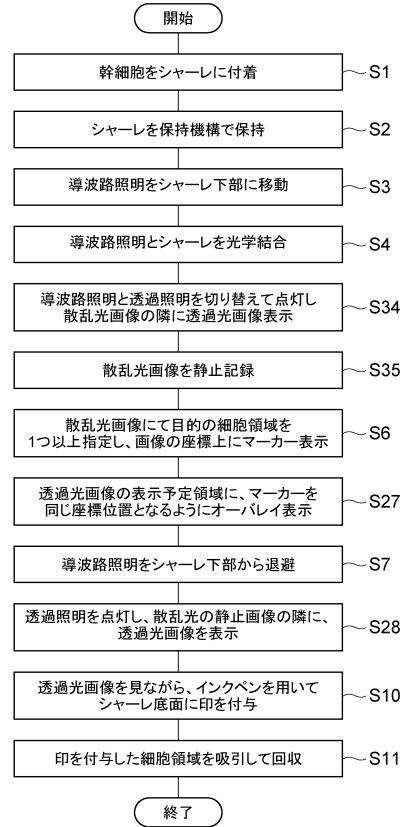 開始
幹細胞をシャーレに付着
S1
シャーレを保持機構で保持
S2
導波路照明をシャーレ下部に移動
S3
導波路照明とシャーレを光学結合
S4
導波路照明と透過照明を切り替えて点灯し
散乱光画像の隣に透過光画像表示
S34
散乱光画像を静止記録
S35
散乱光画像にて目的の細胞領域を
1つ以上指定し、画像の座標上にマーカー表示
S6
透過光画像の表示予定領域に、マーカーを
同じ座標位置となるようにオーバレイ表示
S27
導波路照明をシャーレ下部から退避
S7
透過照明を点灯し、散乱光の静止画像の隣に、
透過光画像を表示
S28
透過光画像を見ながら、インクペンを用いて
シャーレ底面に印を付与
S10
印を付与した細胞領域を吸引して回収
S11
終了